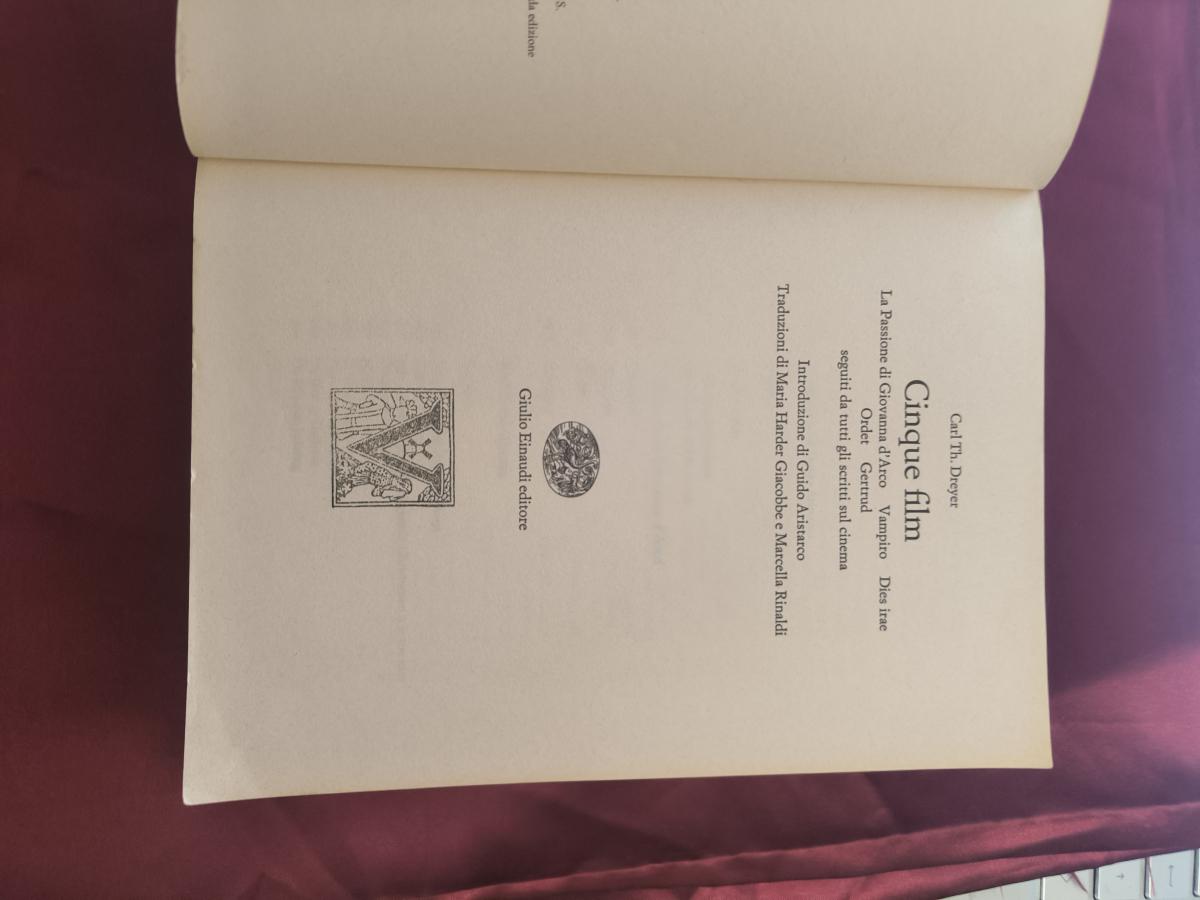 S.
edizione
Carl Th. Dreyer
Cinque film
La Passione di Giovanna d'Arco Vampiro Dies irae
Ordet Gertrud
seguiti da tutti gli scritti sul cinema
Introduzione di Guido Aristarco
Traduzioni di Maria Harder Giacobbe e Marcella Rinaldi
Giulio Einaudi editore